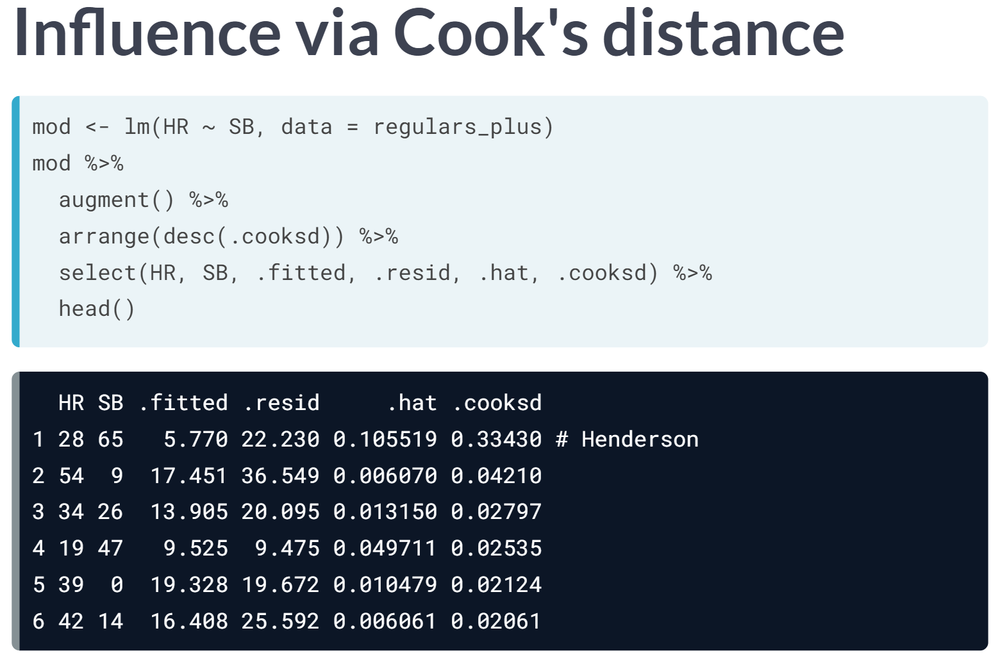 Influence via Cook's distance
mod <- lm(HR ~ SB, data = regulars_plus)
mod %>%
  augment() %>%
  arrange(desc(.cooksd)) %>%
  select(HR, SB, .fitted, .resid, .hat, .cooksd) %>%
  head()
  HR SB .fitted .resid     .hat .cooksd
1 28 65   5.770 22.230 0.105519 0.33430 # Henderson
2 54  9  17.451 36.549 0.006070 0.04210
3 34 26  13.905 20.095 0.013150 0.02797
4 19 47   9.525  9.475 0.049711 0.02535
5 39  0  19.328 19.672 0.010479 0.02124
6 42 14  16.408 25.592 0.006061 0.02061